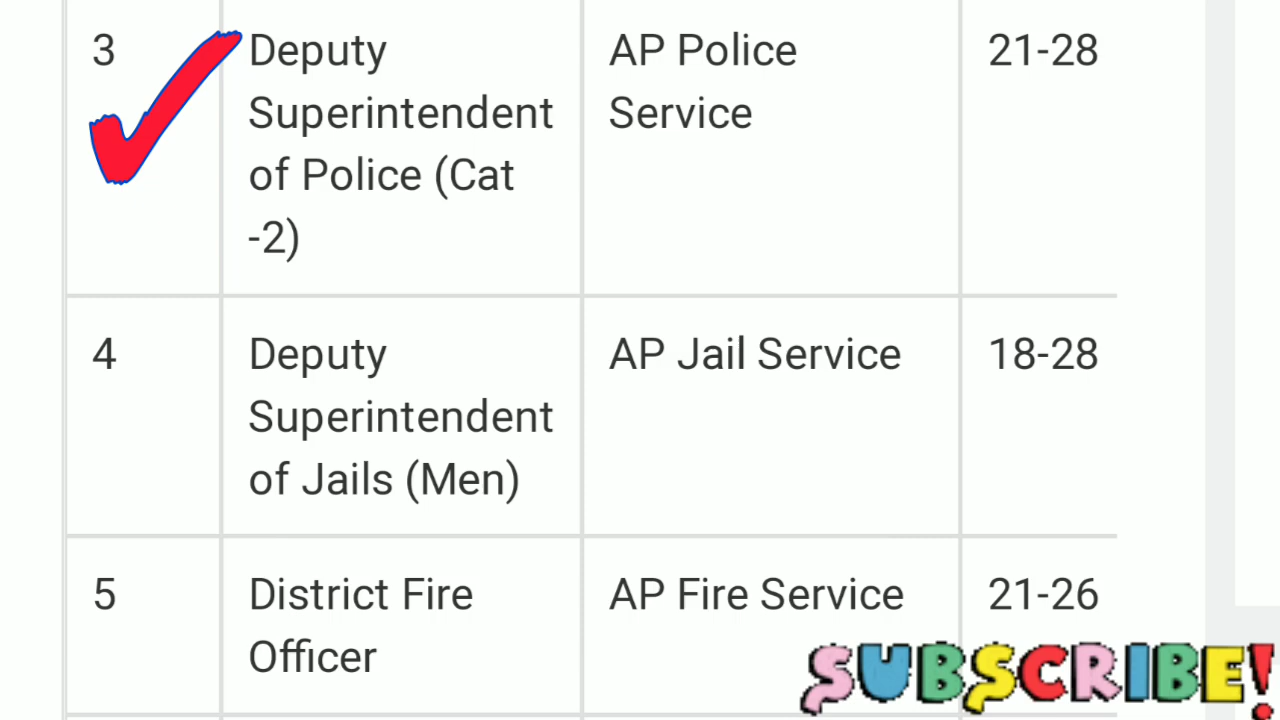 3 Deputy AP Police 21-28
Superintendent Service
of Police (Cat
-2)
4 Deputy AP Jail Service 18-28
Superintendent
of Jails (Men)
5 District Fire AP Fire Service 21-26
Officer
SUBSCRIBE!